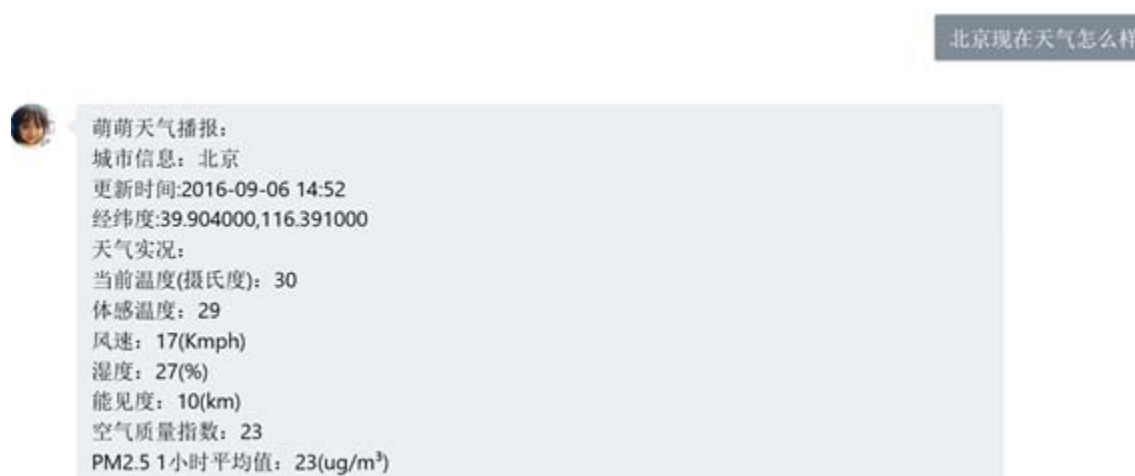 北京现在天气怎么样
萌萌天气播报：
城市信息：北京
更新时间:2016-09-06 14:52
经纬度:39.904000,116.391000
天气实况：
当前温度(摄氏度)：30
体感温度：29
风速：17(Kmph)
湿度：27(%)
能见度：10(km)
空气质量指数：23
PM2.5 1小时平均值：23(ug/m³)